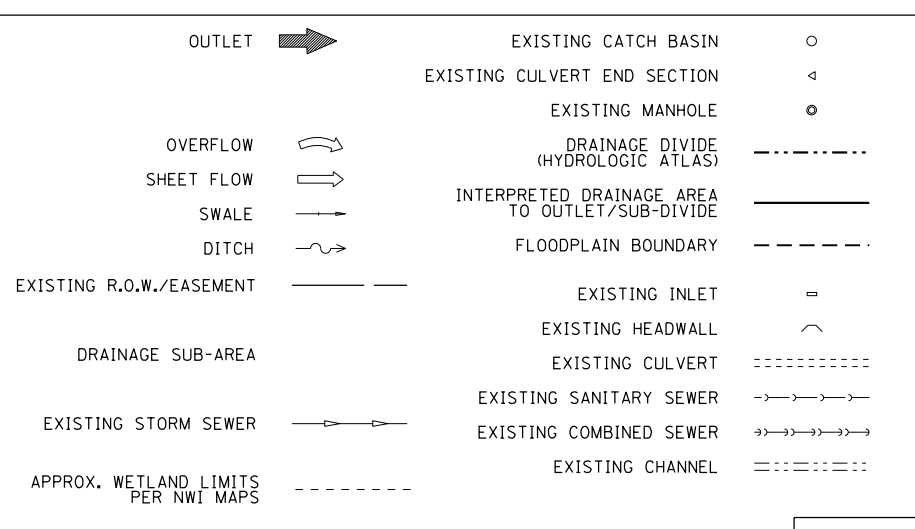 OUTLET
OVERFLOW
SHEET FLOW
SWALE
DITCH
EXISTING R.O.W./EASEMENT
DRAINAGE SUB-AREA
EXISTING STORM SEWER
APPROX. WETLAND LIMITS
PER NWI MAPS
EXISTING CATCH BASIN
EXISTING CULVERT END SECTION
EXISTING MANHOLE
DRAINAGE DIVIDE
(HYDROLOGIC ATLAS)
INTERPRETED DRAINAGE AREA
TO OUTLET/SUB-DIVIDE
FLOODPLAIN BOUNDARY
EXISTING INLET
EXISTING HEADWALL
EXISTING CULVERT
EXISTING SANITARY SEWER
EXISTING COMBINED SEWER
EXISTING CHANNEL